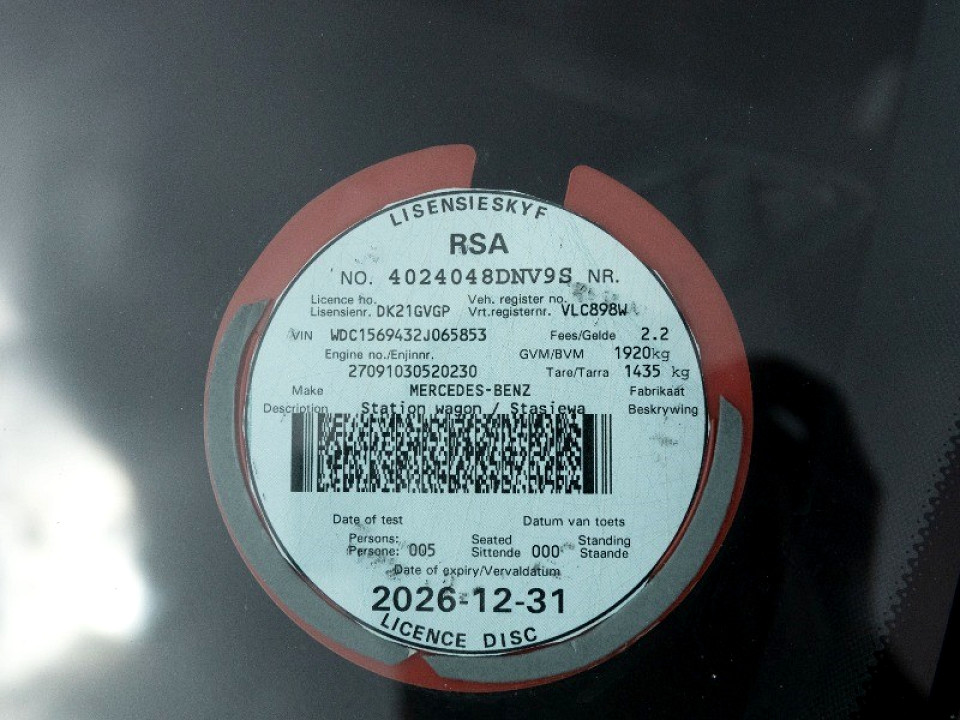 LISENSIESKYF
RSA
NO. 4024048DNV9S NR.
Licence no. Veh. register no.
Lisensienr. DK21GVGP Vrt.registernr. VLC898W
VIN WDC1569432J065853 Fees/Gelde 2.2
Engine no./Enjinnr. GVM/BVM 1920kg
27091030520230 Tare/Tarra 1435 kg
Make MERCEDES-BENZ Fabrikaat
Description Station wagon / Stasiewa Beskrywing
Date of test Datum van toets
Persons: Seated Standing
Persone: 005 Sittende 000 Staande
Date of expiry/Vervaldatum
2026-12-31
LICENCE DISC